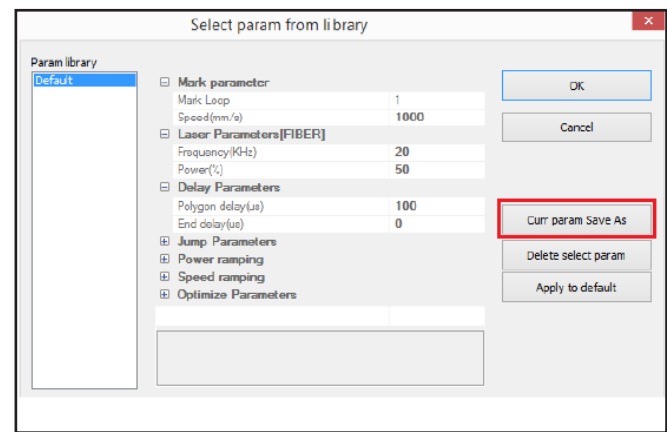 Select param from library
Param library
Default
Mark parameter
Mark Loop 1
Speed(mm/s) 1000
Laser Parameters[FIBER]
Frequency(KHz) 20
Power(%) 50
Delay Parameters
Polygon delay(us) 100
End delay(us) 0
Jump Parameters
Power ramping
Speed ramping
Optimize Parameters
OK
Cancel
Curr param Save As
Delete select param
Apply to default